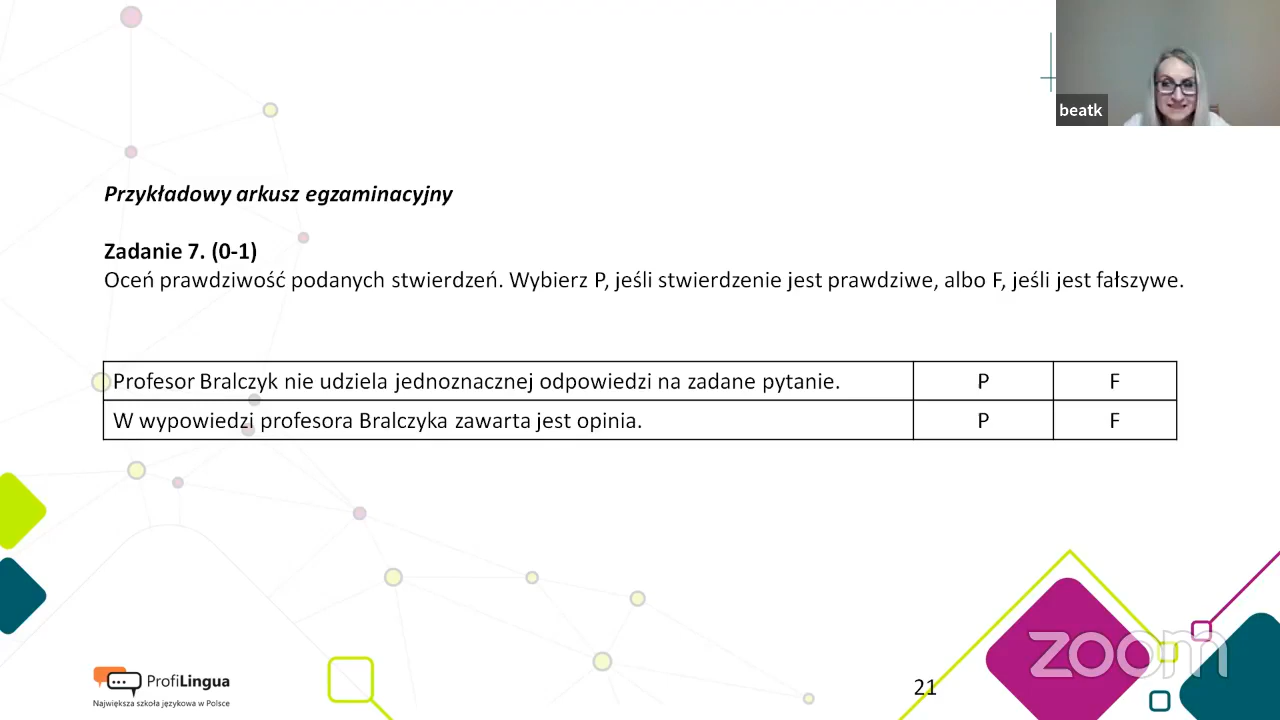 beatk
Przykładowy arkusz egzaminacyjny
Zadanie 7. (0-1)
Oceń prawdziwość podanych stwierdzeń. Wybierz P, jeśli stwierdzenie jest prawdziwe, albo F, jeśli jest fałszywe.
Profesor Bralczyk nie udziela jednoznacznej odpowiedzi na zadane pytanie. P F
W wypowiedzi profesora Bralczyka zawarta jest opinia. P F
zoom
ProfiLingua
Największa szkoła językowa w Polsce
21